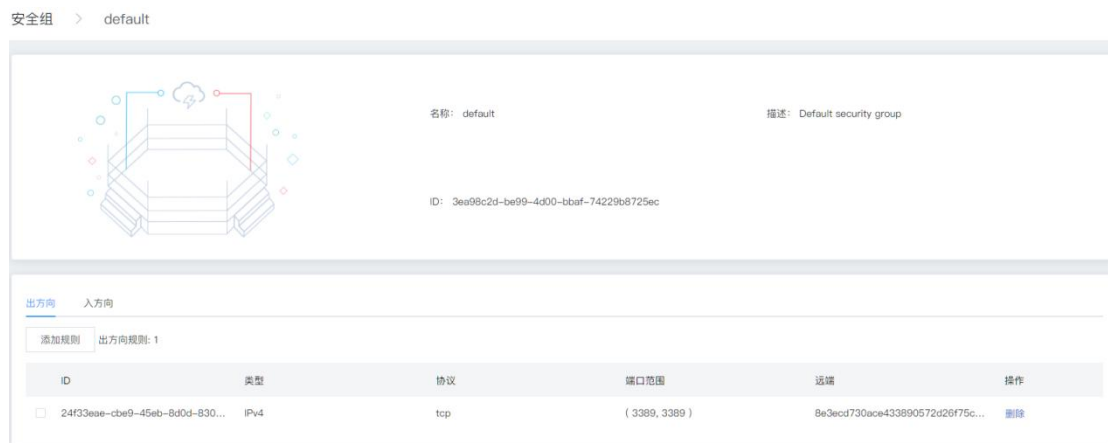 安全组 > default
名称： default 描述： Default security group
ID： 3ea98c2d-be99-4d00-bbaf-74229b8725ec
出方向 入方向
添加规则 出方向规则: 1
ID 类型 协议 端口范围 远端 操作
24f33eae-cbe9-45eb-8d0d-830... IPv4 tcp ( 3389, 3389 ) 8e3ecd730ace433890572d26f75c... 删除